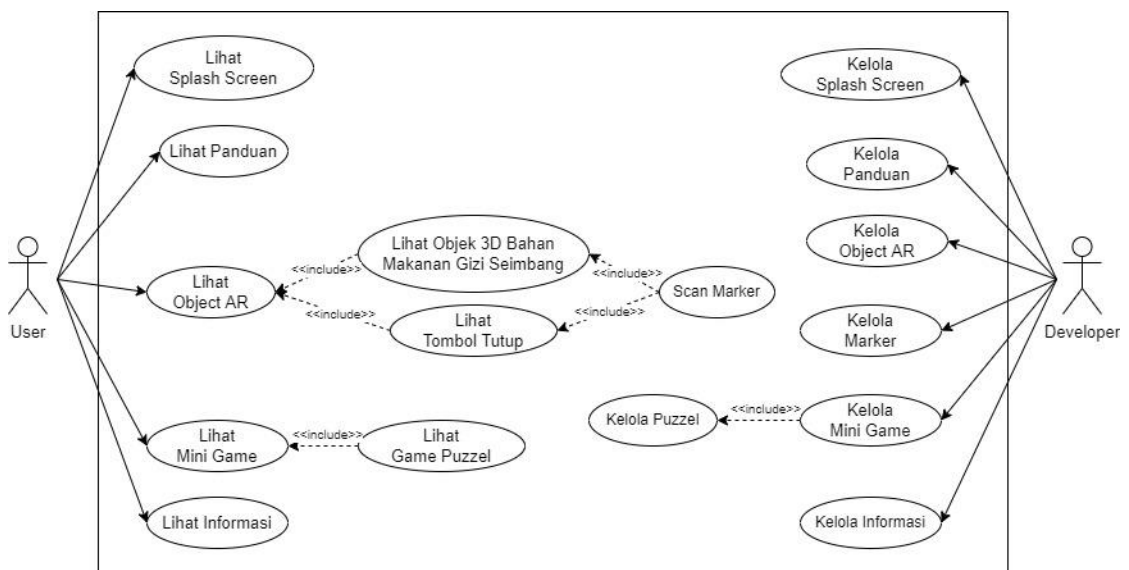 Lihat
Splash Screen
Lihat Panduan
Lihat
Object AR
Lihat Objek 3D Bahan
Makanan Gizi Seimbang
<<include>>
<<include>>
Lihat
Tombol Tutup
<<include>>
<<include>>
Scan Marker
Lihat
Mini Game
<<include>>
Lihat
Game Puzzel
Lihat Informasi
User
Kelola
Splash Screen
Kelola
Panduan
Kelola
Object AR
Kelola
Marker
Kelola Puzzel
<<include>>
Kelola
Mini Game
Kelola Informasi
Developer